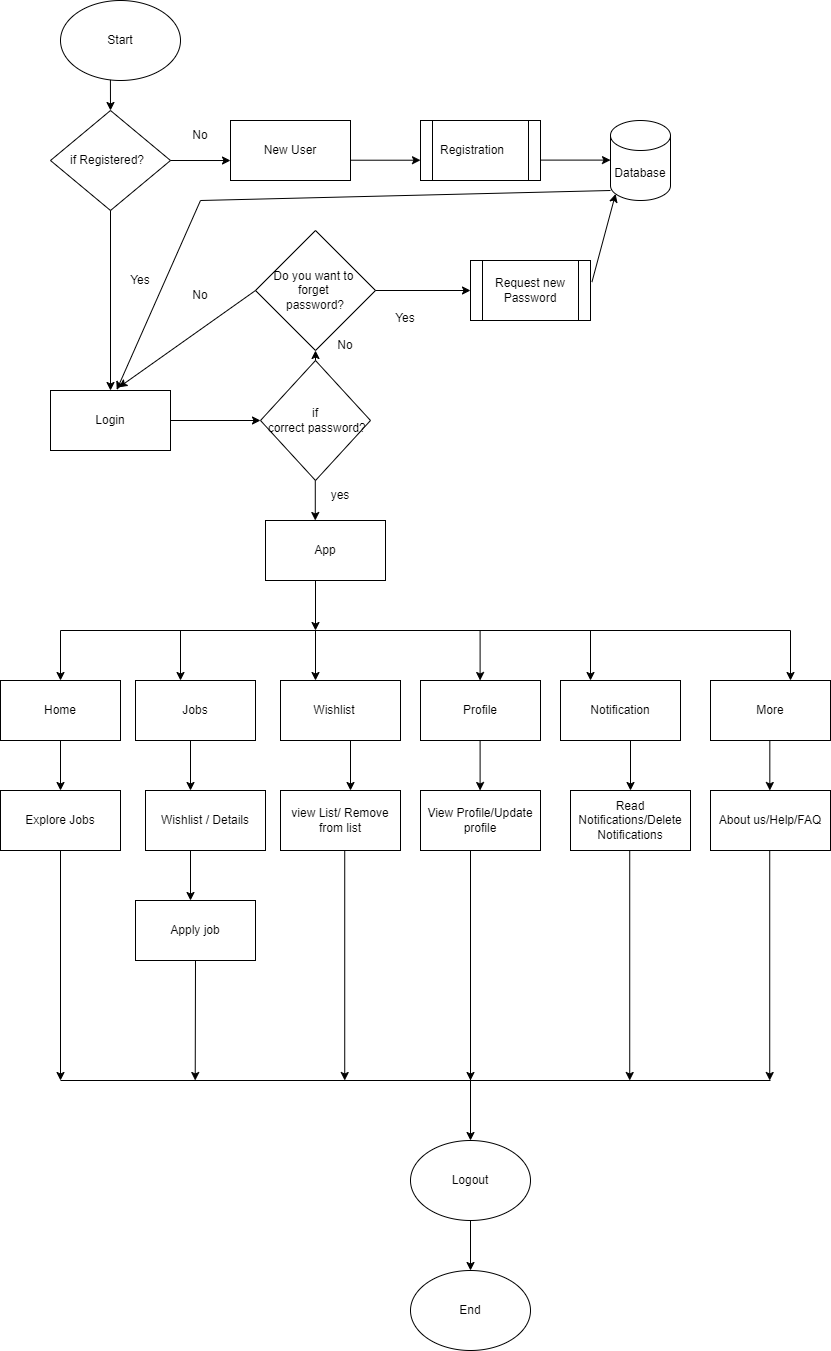 Start
No
if Registered?
New User
Registration
Database
Yes
No
Do you want to
forget
password?
Yes
Request new
Password
No
Login
if
correct password?
yes
App
Home
Jobs
Wishlist
Profile
Notification
More
Explore Jobs
Wishlist / Details
view List/ Remove
from list
View Profile/Update
profile
Read
Notifications/Delete
Notifications
About us/Help/FAQ
Apply job
Logout
End